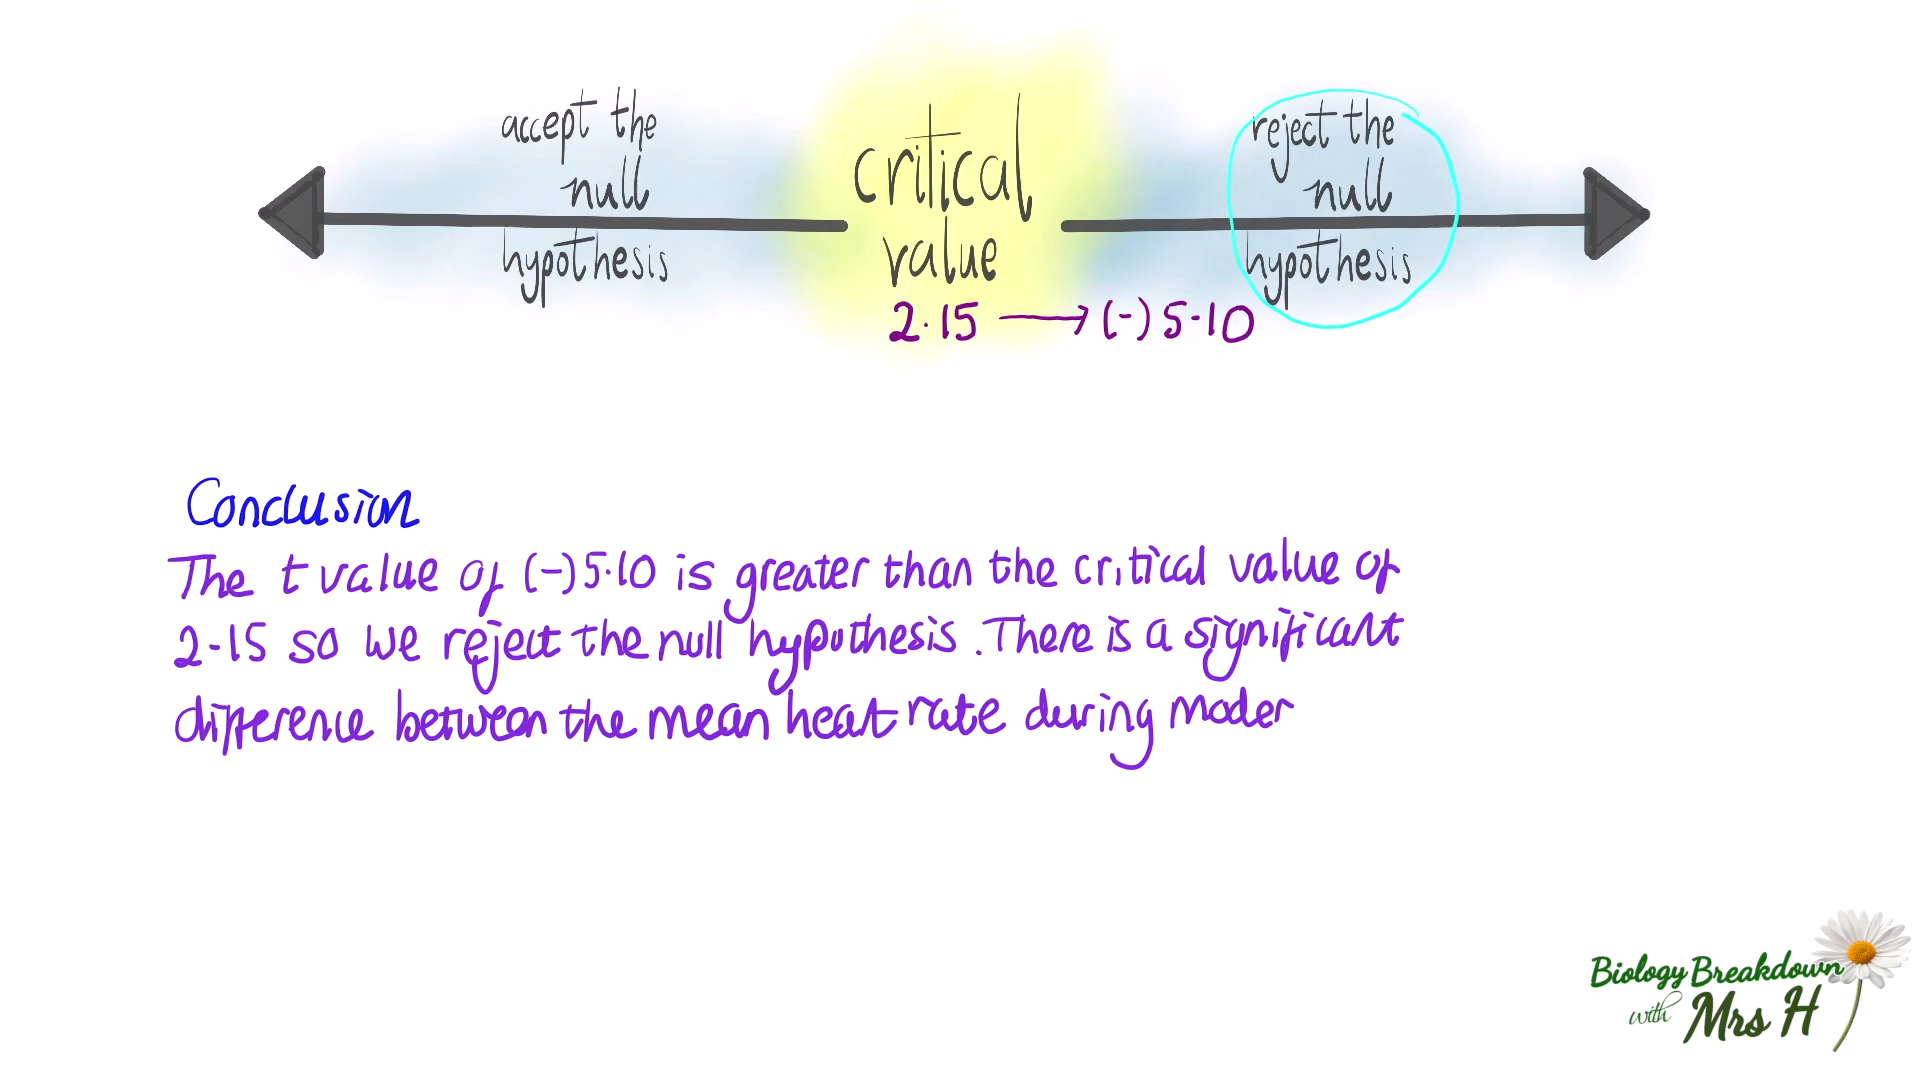 accept the
null
hypothesis
critical
value
reject the
null
hypothesis
2.15 → (-) 5.10
Conclusion
The t value of (-) 5.10 is greater than the critical value of
2.15 so we reject the null hypothesis. There is a significant
difference between the mean heat rate during moder
Biology Breakdown
with Mrs H